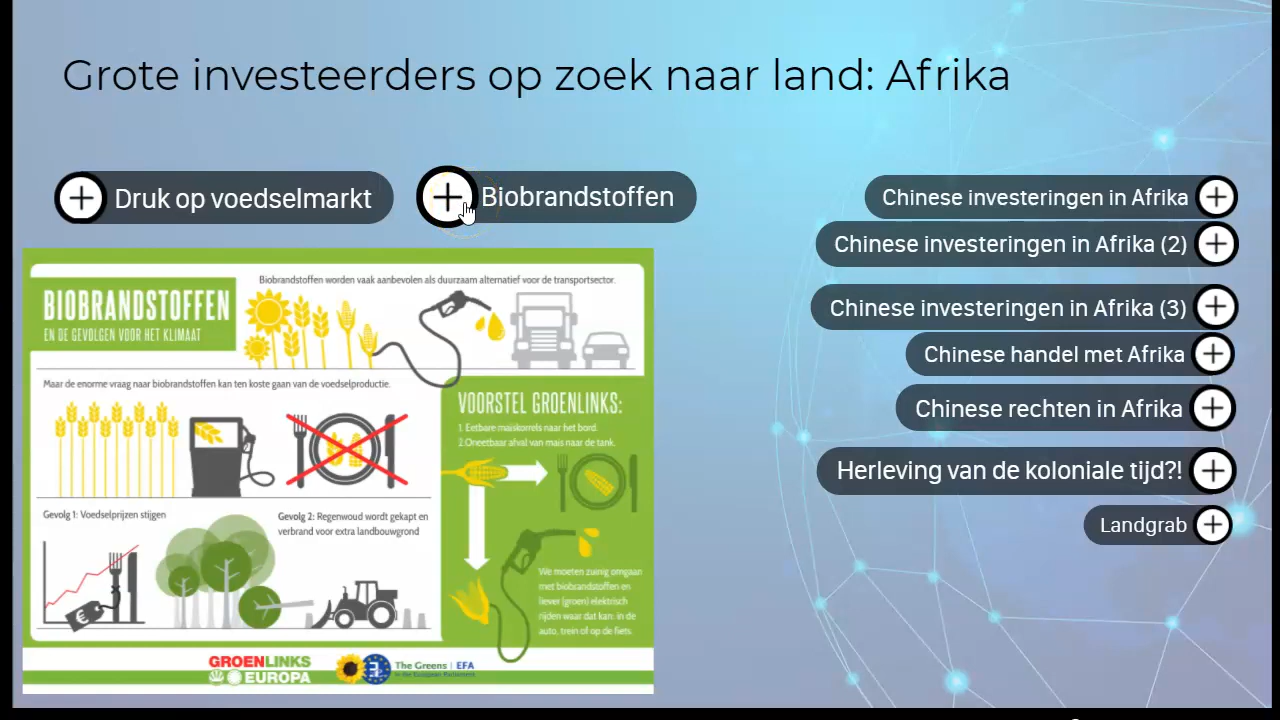 Grote investeerders op zoek naar land: Afrika
Druk op voedselmarkt
Biobrandstoffen
Chinese investeringen in Afrika
Chinese investeringen in Afrika (2)
Chinese investeringen in Afrika (3)
Chinese handel met Afrika
Chinese rechten in Afrika
Herleving van de koloniale tijd?!
Landgrab
BIOBRANDSTOFFEN
EN DE GEVOLGEN VOOR HET KLIMAAT
Biobrandstoffen worden vaak aanbevolen als duurzaam alternatief voor de transportsector.
Maar de enorme vraag naar biobrandstoffen kan ten koste gaan van de voedselproductie.
Gevolg 1: Voedselprijzen stijgen
Gevolg 2: Regenwoud wordt gekapt en
verbrand voor extra landbouwgrond
€
VOORSTEL GROENLINKS:
1. Eetbare maiskorrels naar het bord.
2.Oneetbaar afval van mais naar de tank.
We moeten zuinig omgaan
met biobrandstoffen en
liever (groen) elektrisch
rijden waar dat kan: in de
auto, trein of op de fiets.
GROENLINKS
EUROPA
The Greens | EFA
in the European Parliament